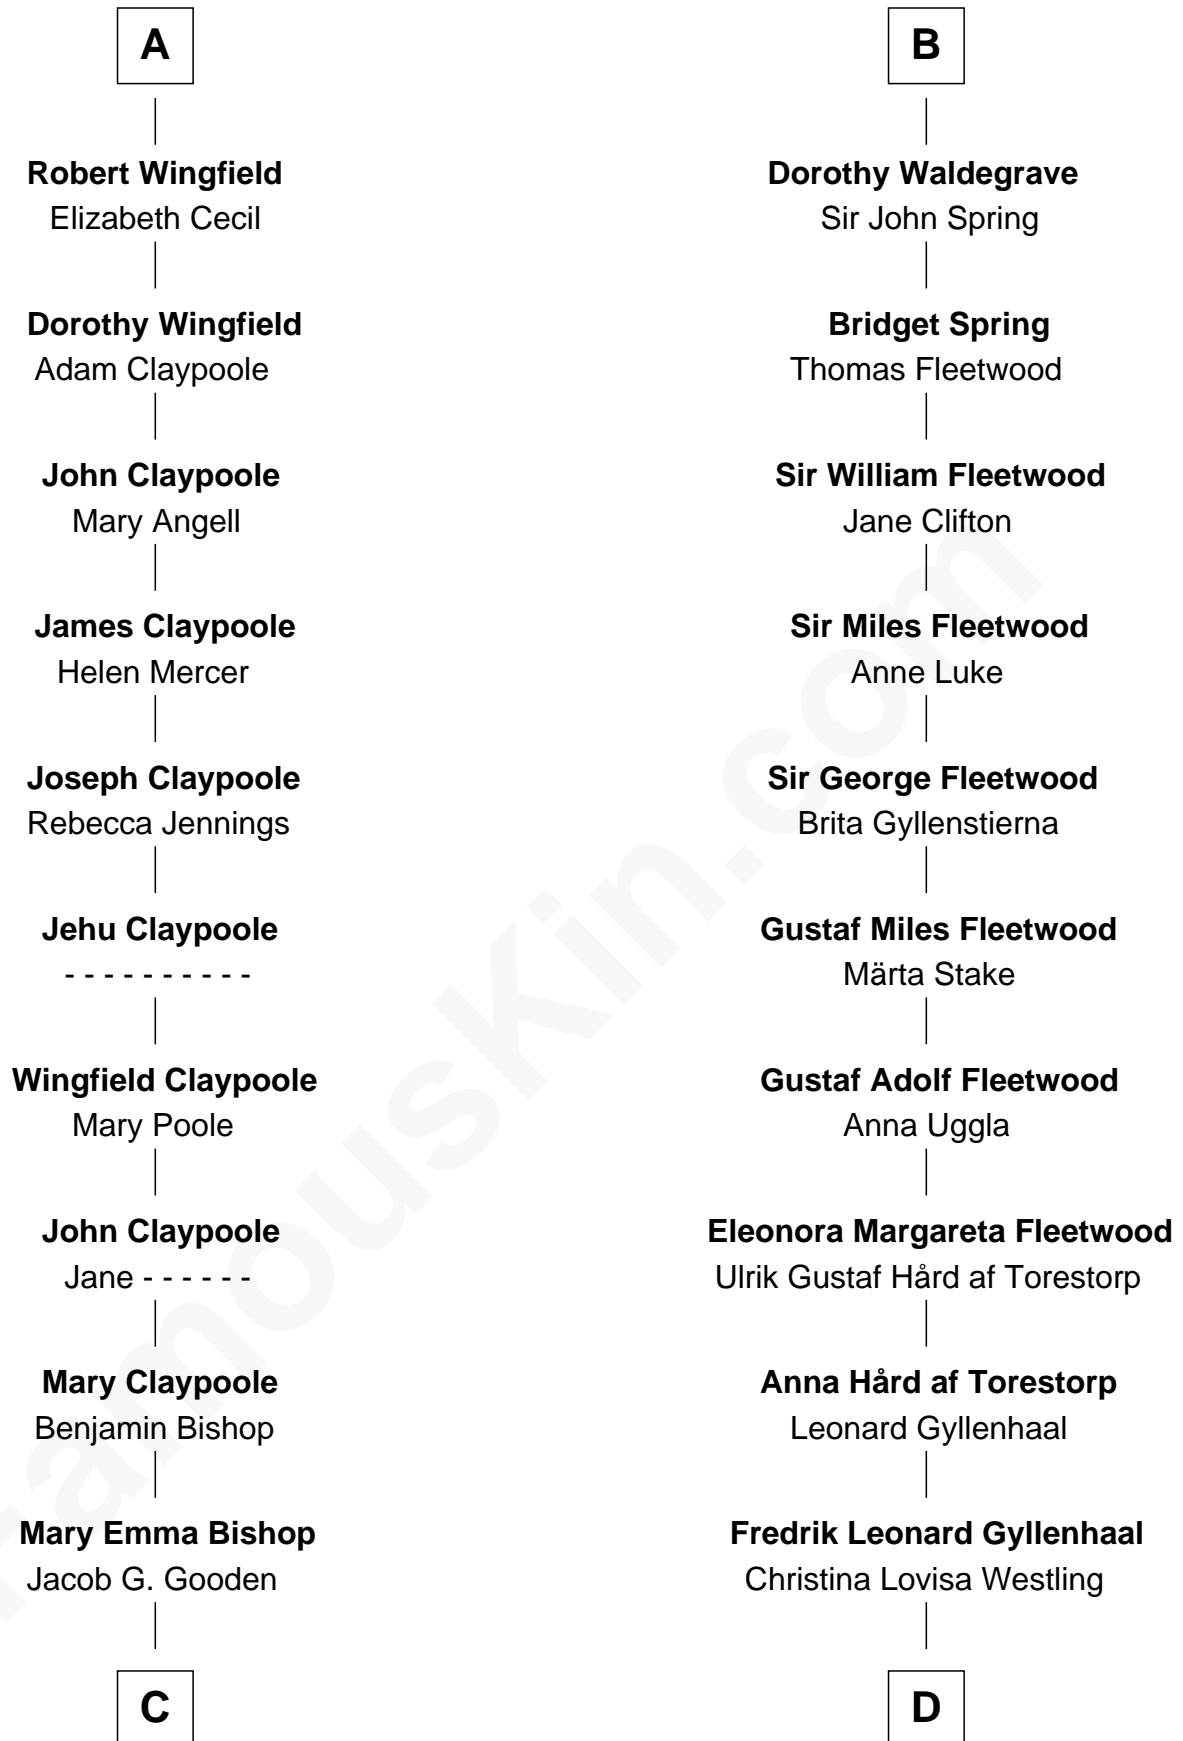 A
Robert Wingfield
Elizabeth Cecil
Dorothy Wingfield
Adam Claypoole
John Claypoole
Mary Angell
James Claypoole
Helen Mercer
Joseph Claypoole
Rebecca Jennings
Jehu Claypoole
- - - - - - - - - -
Wingfield Claypoole
Mary Poole
John Claypoole
Jane - - - - - -
Mary Claypoole
Benjamin Bishop
Mary Emma Bishop
Jacob G. Gooden
C
B
Dorothy Waldegrave
Sir John Spring
Bridget Spring
Thomas Fleetwood
Sir William Fleetwood
Jane Clifton
Sir Miles Fleetwood
Anne Luke
Sir George Fleetwood
Brita Gyllenstierna
Gustaf Miles Fleetwood
Märta Stake
Gustaf Adolf Fleetwood
Anna Uggla
Eleonora Margareta Fleetwood
Ulrik Gustaf Hård af Torestorp
Anna Hård af Torestorp
Leonard Gyllenhaal
Fredrik Leonard Gyllenhaal
Christina Lovisa Westling
D
FamousKin.com